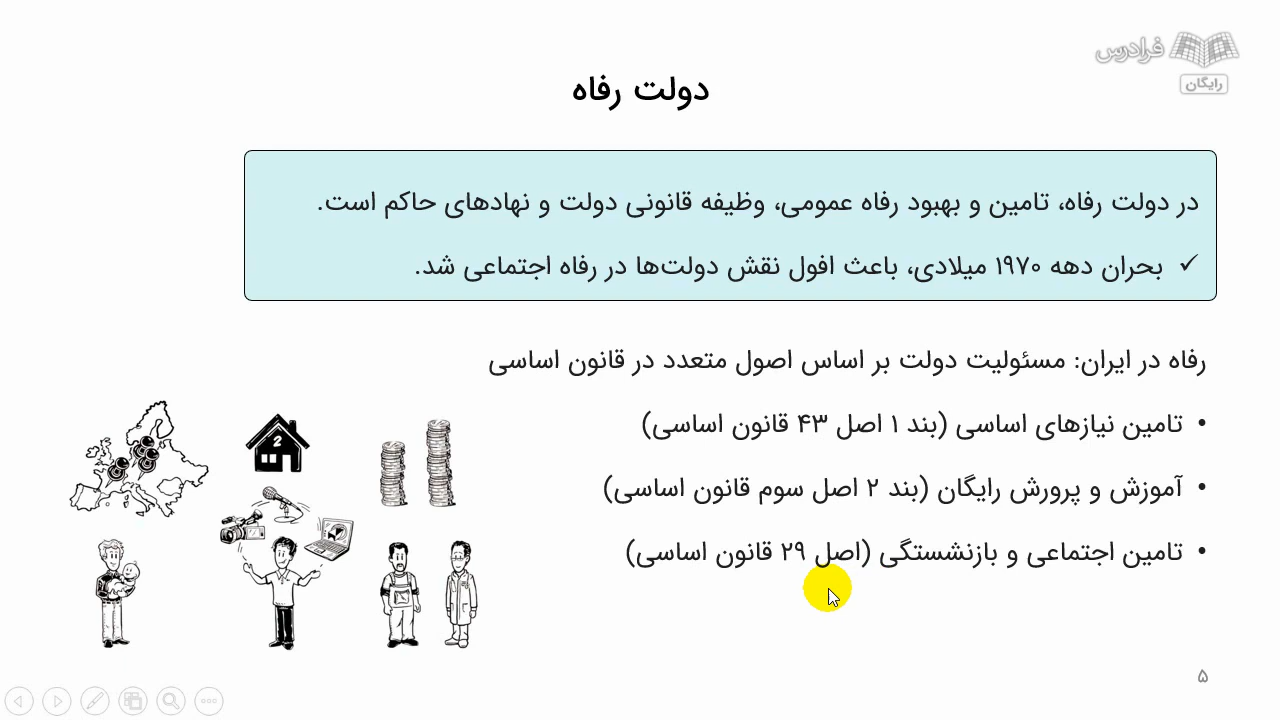 فرادرس
رایگان
دولت رفاه
در دولت رفاه، تامین و بهبود رفاه عمومی، وظیفه قانونی دولت و نهادهای حاکم است.
✓ بحران دهه ۱۹۷۰ میلادی، باعث افول نقش دولت‌ها در رفاه اجتماعی شد.
رفاه در ایران: مسئولیت دولت بر اساس اصول متعدد در قانون اساسی
• تامین نیازهای اساسی (بند ۱ اصل ۴۳ قانون اساسی)
• آموزش و پرورش رایگان (بند ۲ اصل سوم قانون اساسی)
• تامین اجتماعی و بازنشستگی (اصل ۲۹ قانون اساسی)
2
۵